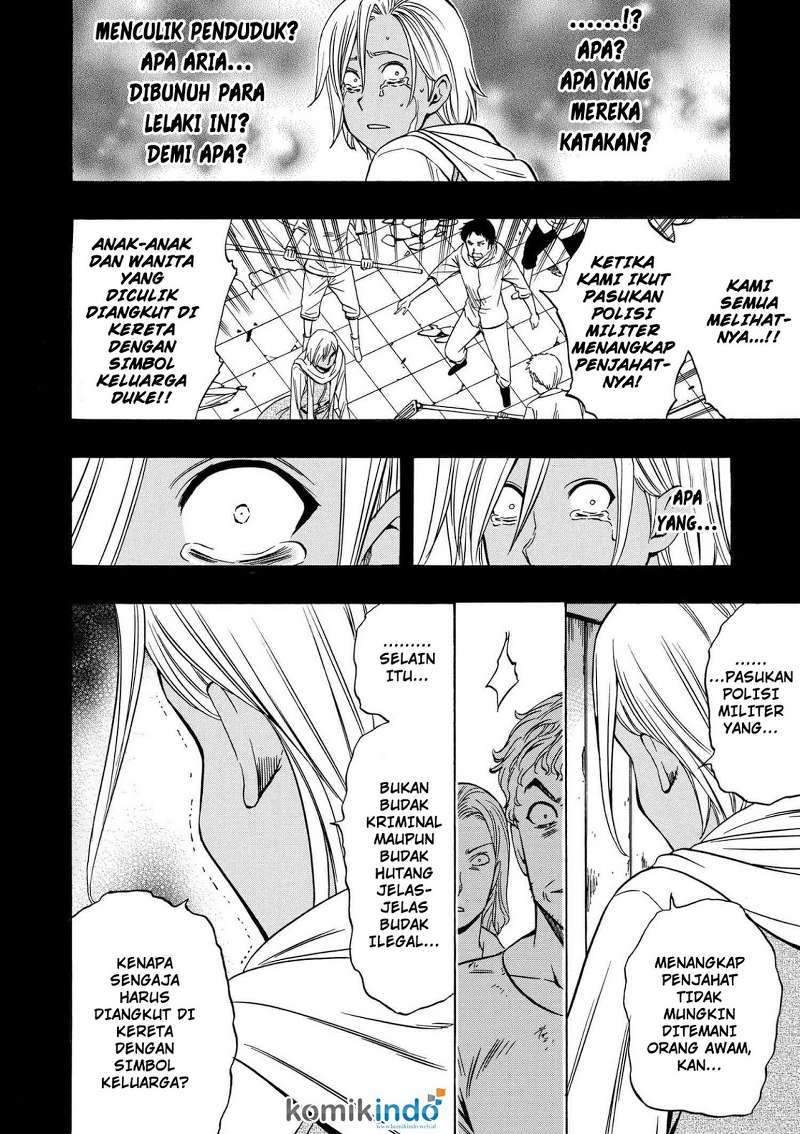 ......!?
APA?
APA YANG
MEREKA
KATAKAN?
MENCULIK PENDUDUK?
APA ARIA...
DIBUNUH PARA
LELAKI INI?
DEMI APA?
KAMI
SEMUA
MELIHAT-
NYA...!!
KETIKA
KAMI IKUT
PASUKAN
POLISI
MILITER
MENANGKAP
PENJAHAT-
NYA!
ANAK-ANAK
DAN WANITA
YANG
DICULIK
DIANGKUT DI
KERETA
DENGAN
SIMBOL
KELUARGA
DUKE!!
APA
YANG...
......
...PASUKAN
POLISI
MILITER
YANG...
MENANGKAP
PENJAHAT
TIDAK
MUNGKIN
DITEMANI
ORANG AWAM,
KAN...
.........
SELAIN
ITU...
BUKAN
BUDAK
KRIMINAL
MAUPUN
BUDAK
HUTANG
JELAS-
JELAS
BUDAK
ILEGAL...
KENAPA
SENGAJA
HARUS
DIANGKUT DI
KERETA
DENGAN
SIMBOL
KELUARGA?
komikindo